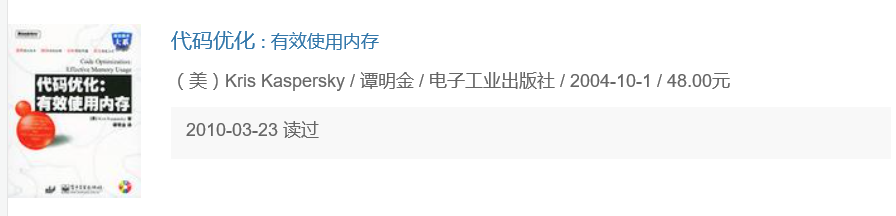 代码优化 : 有效使用内存
（美）Kris Kaspersky / 谭明金 / 电子工业出版社 / 2004-10-1 / 48.00元
2010-03-23 读过
Code Optimization:
Effective Memory Usage
代码优化:
有效使用内存